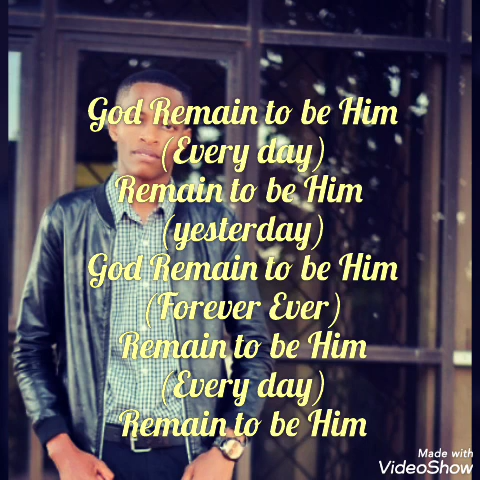 God Remain to be Him
(Every day)
Remain to be Him
(yesterday)
God Remain to be Him
(Forever Ever)
Remain to be Him
(Every day)
Remain to be Him
Made with
VideoShow